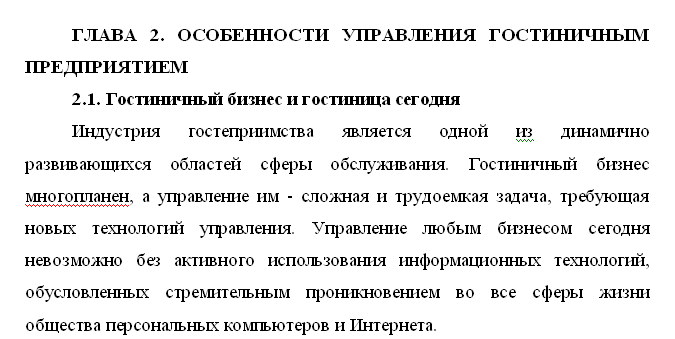 ГЛАВА 2. ОСОБЕННОСТИ УПРАВЛЕНИЯ ГОСТИНИЧНЫМ
ПРЕДПРИЯТИЕМ
2.1. Гостиничный бизнес и гостиница сегодня
Индустрия гостеприимства является одной из динамично
развивающихся областей сферы обслуживания. Гостиничный бизнес
многопланен, а управление им - сложная и трудоемкая задача, требующая
новых технологий управления. Управление любым бизнесом сегодня
невозможно без активного использования информационных технологий,
обусловленных стремительным проникновением во все сферы жизни
общества персональных компьютеров и Интернета.